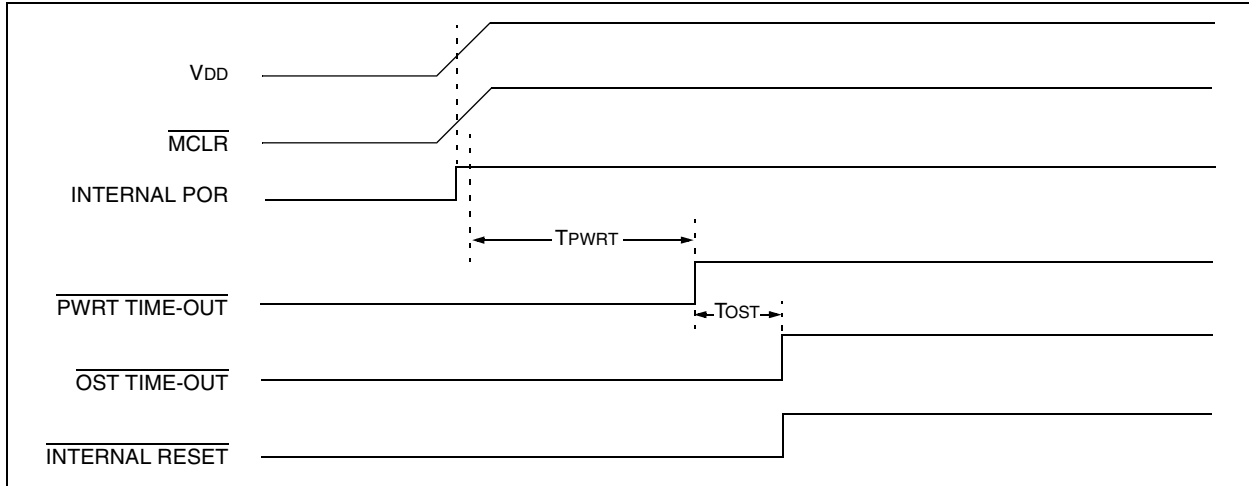 VDD
MCLR
INTERNAL POR
TPWRT
PWRT TIME-OUT
TOST
OST TIME-OUT
INTERNAL RESET